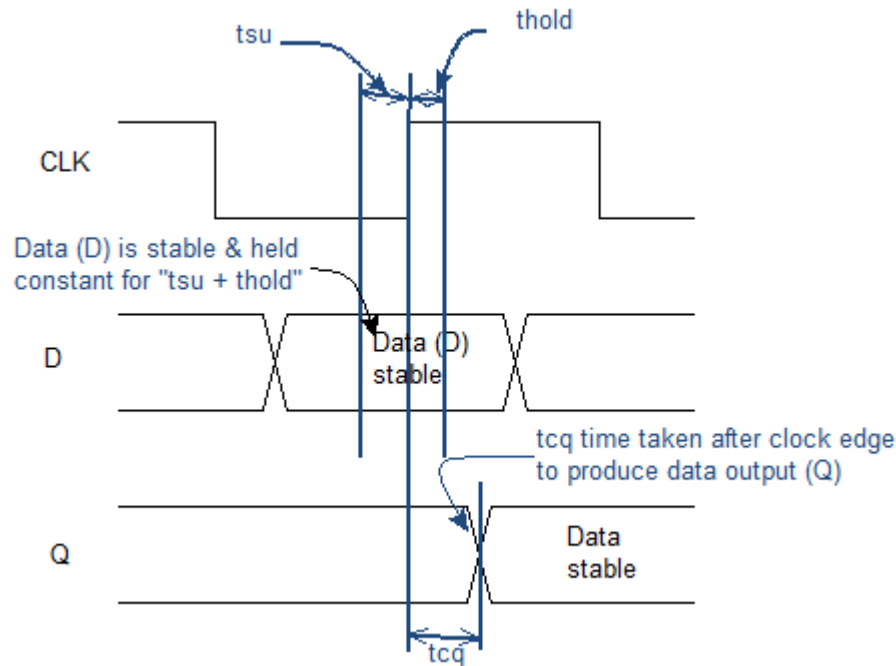 tsu
thold
CLK
Data (D) is stable & held
constant for "tsu + thold"
D
Data (D)
stable
tcq time taken after clock edge
to produce data output (Q)
Q
Data
stable
tcq